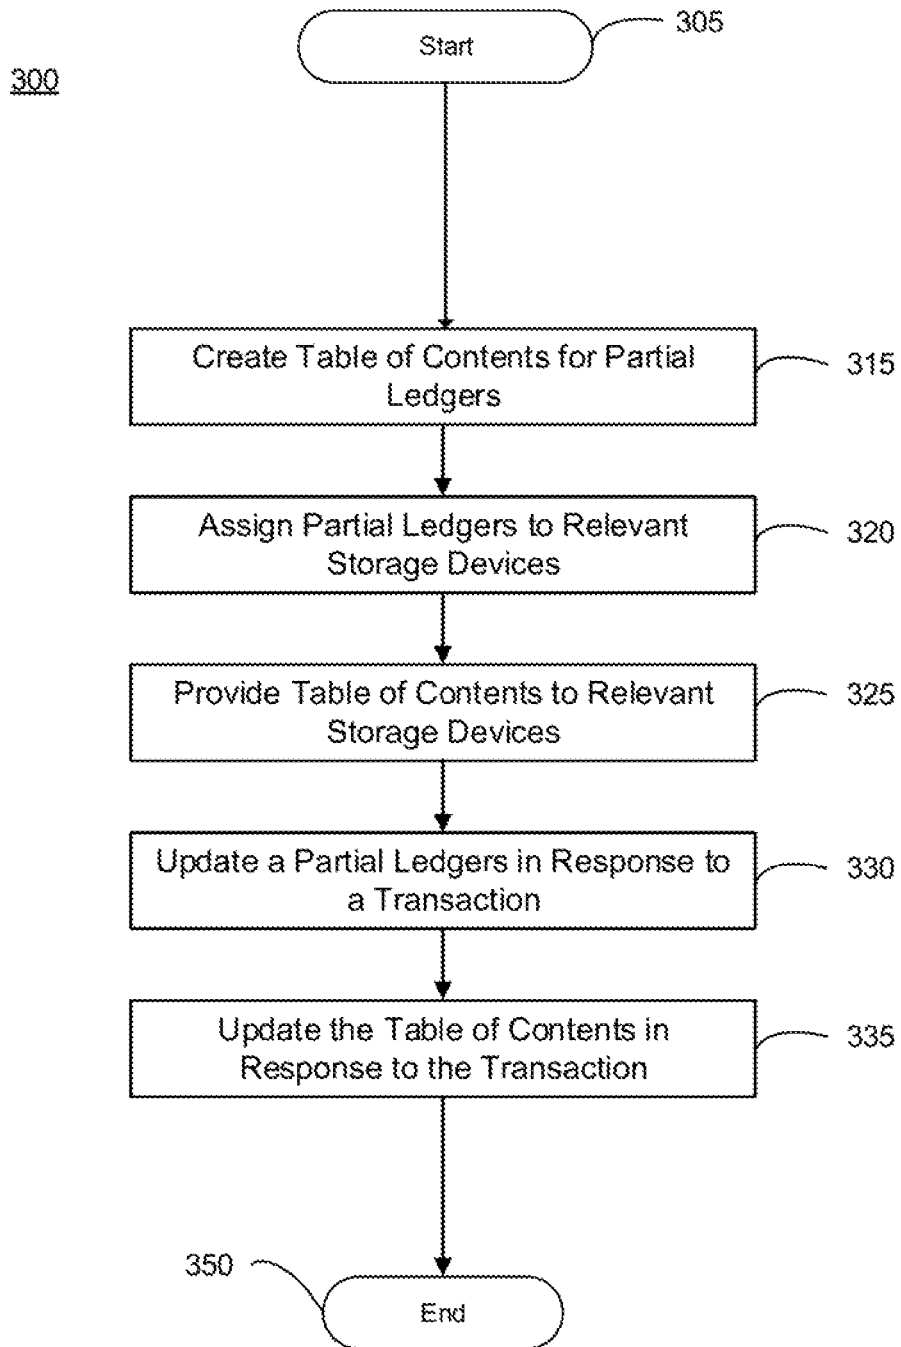 Start
305
300
Create Table of Contents for Partial
Ledgers
315
Assign Partial Ledgers to Relevant
Storage Devices
320
Provide Table of Contents to Relevant
Storage Devices
325
Update a Partial Ledgers in Response to
a Transaction
330
Update the Table of Contents in
Response to the Transaction
335
350
End